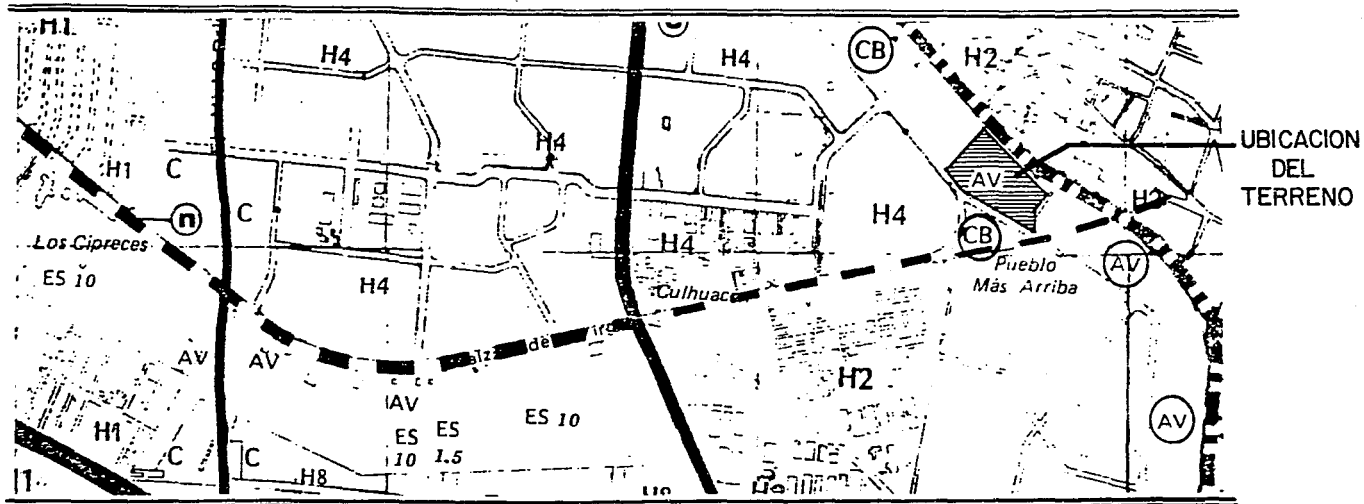 H1
H4
H4
CB
H2
UBICACION
DEL
TERRENO
H4
H1
C
AV
C
H4
H4
H2
n
CB
Los Cipreces
AV
ES 10
H4
Culhuac
Pueblo
Más Arriba
AV
AV
H2
AV
ES 10
AV
H1
ES
10
ES
1.5
C
C
H8